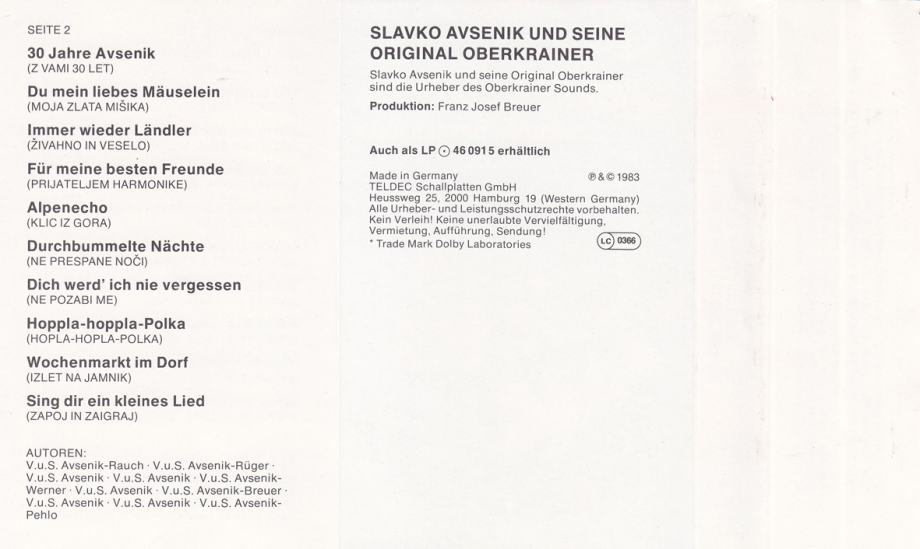 SEITE 2
30 Jahre Avsenik
(Z VAMI 30 LET)
Du mein liebes Mäuselein
(MOJA ZLATA MIŠIKA)
Immer wieder Ländler
(ŽIVAHNO IN VESELO)
Für meine besten Freunde
(PRIJATELJEM HARMONIKE)
Alpenecho
(KLIC IZ GORA)
Durchbummelte Nächte
(NE PRESPANE NOČI)
Dich werd' ich nie vergessen
(NE POZABI ME)
Hoppla-hoppla-Polka
(HOPLA-HOPLA-POLKA)
Wochenmarkt im Dorf
(IZLET NA JAMNIK)
Sing dir ein kleines Lied
(ZAPOJ IN ZAIGRAJ)
AUTOREN:
V.u.S. Avsenik-Rauch · V.u.S. Avsenik-Rüger ·
V.u.S. Avsenik · V.u.S. Avsenik · V.u.S. Avsenik-
Werner · V.u.S. Avsenik · V.u.S. Avsenik-Breuer ·
V.u.S. Avsenik · V.u.S. Avsenik · V.u.S. Avsenik-
Pehlo
SLAVKO AVSENIK UND SEINE
ORIGINAL OBERKRAINER
Slavko Avsenik und seine Original Oberkrainer
sind die Urheber des Oberkrainer Sounds.
Produktion: Franz Josef Breuer
Auch als LP ⊙ 46 0915 erhältlich
Made in Germany ℗ & © 1983
TELDEC Schallplatten GmbH
Heussweg 25, 2000 Hamburg 19 (Western Germany)
Alle Urheber- und Leistungsschutzrechte vorbehalten.
Kein Verleih! Keine unerlaubte Vervielfältigung,
Vermietung, Aufführung, Sendung!
* Trade Mark Dolby Laboratories LC 0366